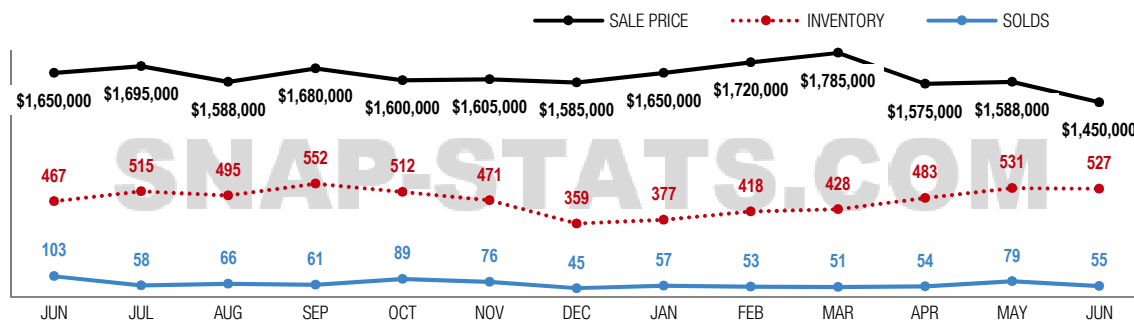 SALE PRICE INVENTORY SOLDS
$1,650,000 $1,695,000 $1,588,000 $1,680,000 $1,600,000 $1,605,000 $1,585,000 $1,650,000 $1,720,000 $1,785,000 $1,575,000 $1,588,000 $1,450,000
SNAP-STATS.COM
467 515 495 552 512 471 359 377 418 428 483 531 527
103 58 66 61 89 76 45 57 53 51 54 79 55
JUN JUL AUG SEP OCT NOV DEC JAN FEB MAR APR MAY JUN